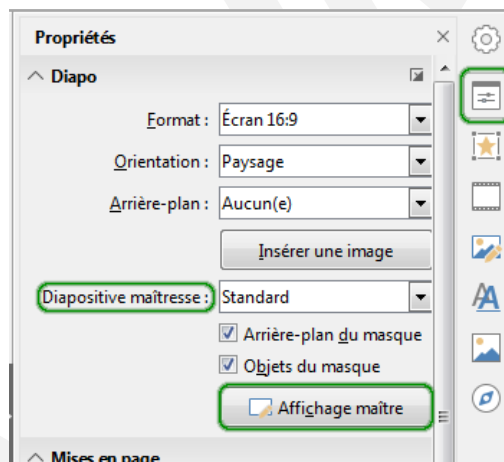 Propriétés
Diapo
Format : Écran 16:9
Orientation : Paysage
Arrière-plan : Aucun(e)
Insérer une image
Diapositive maîtresse : Standard
Arrière-plan du masque
Objets du masque
Affichage maître
Mises en page